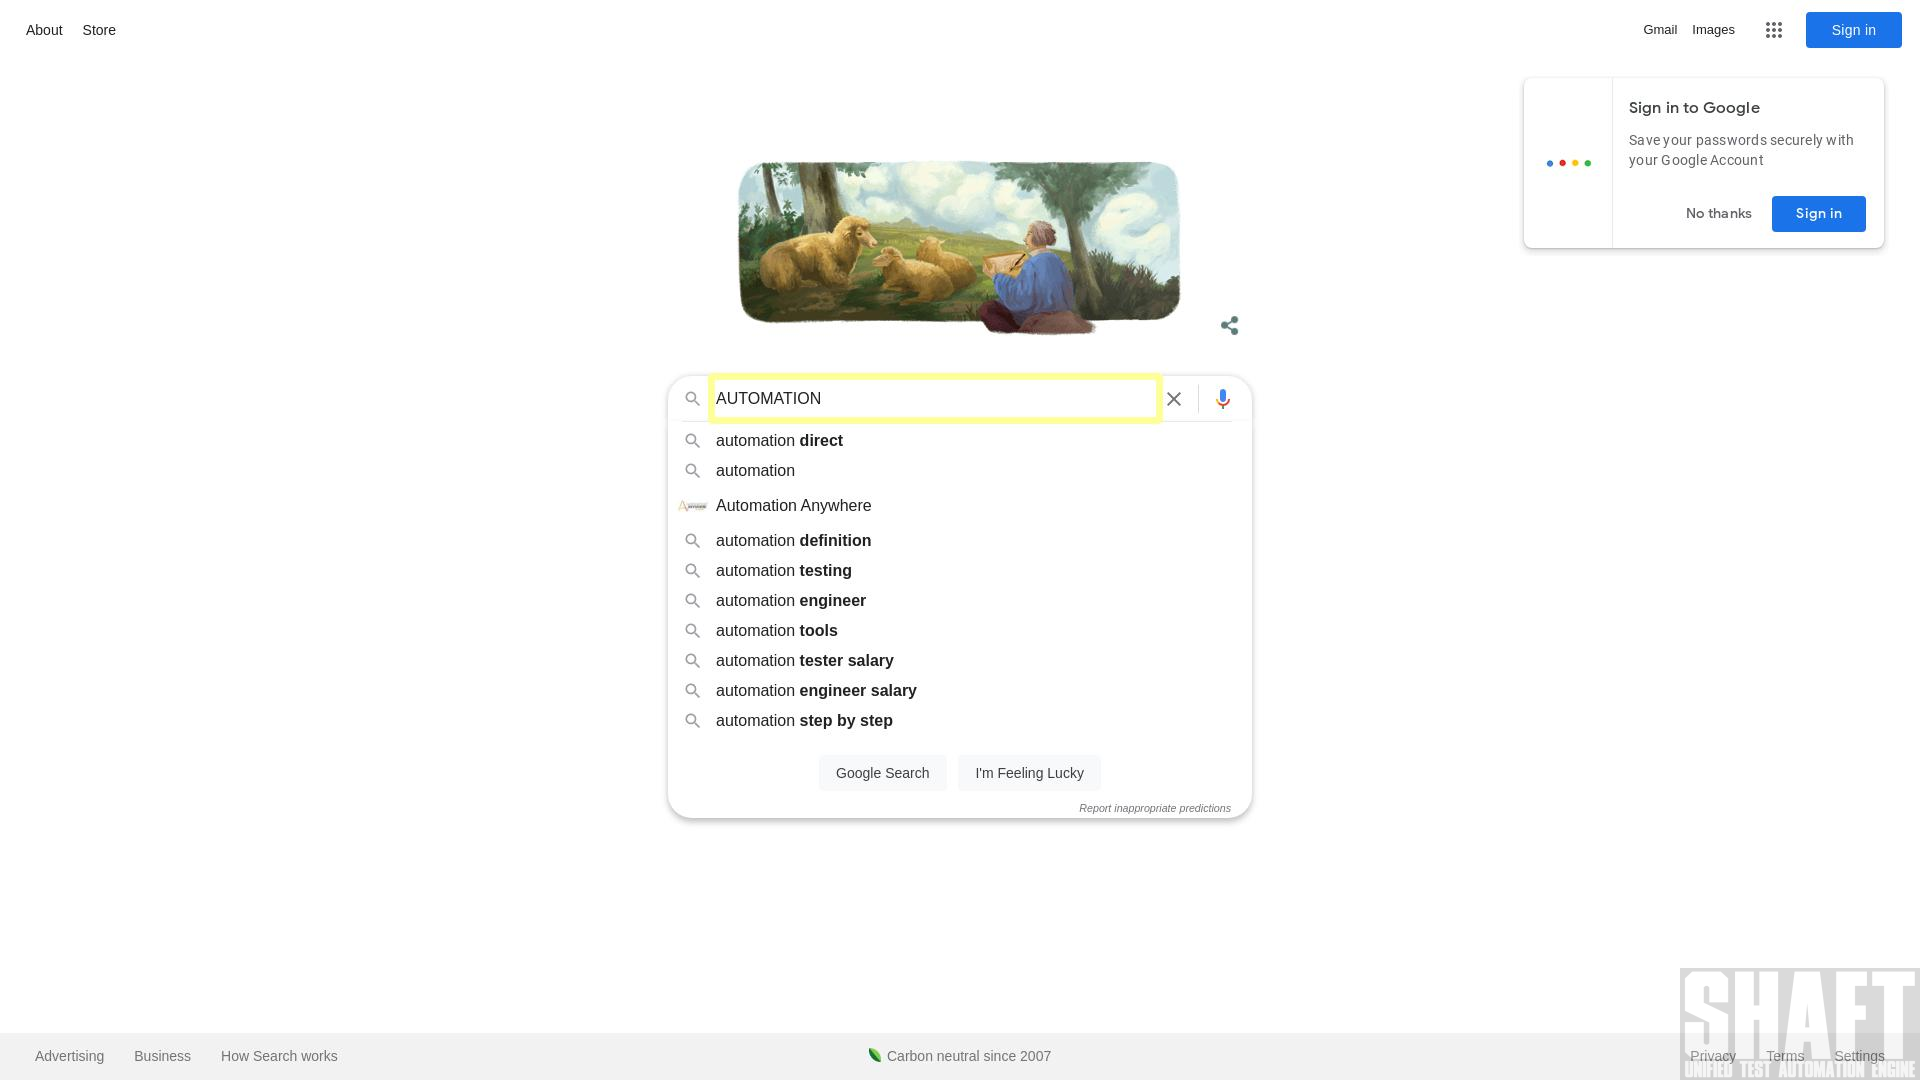 About Store
Gmail Images Sign in
Sign in to Google
Save your passwords securely with
your Google Account
No thanks Sign in
AUTOMATION
automation direct
automation
Automation Anywhere
automation definition
automation testing
automation engineer
automation tools
automation tester salary
automation engineer salary
automation step by step
Google Search I'm Feeling Lucky
Report inappropriate predictions
SHAFT
Advertising Business How Search works Carbon neutral since 2007 Privacy Terms Settings
UNIFIED TEST AUTOMATION ENGINE